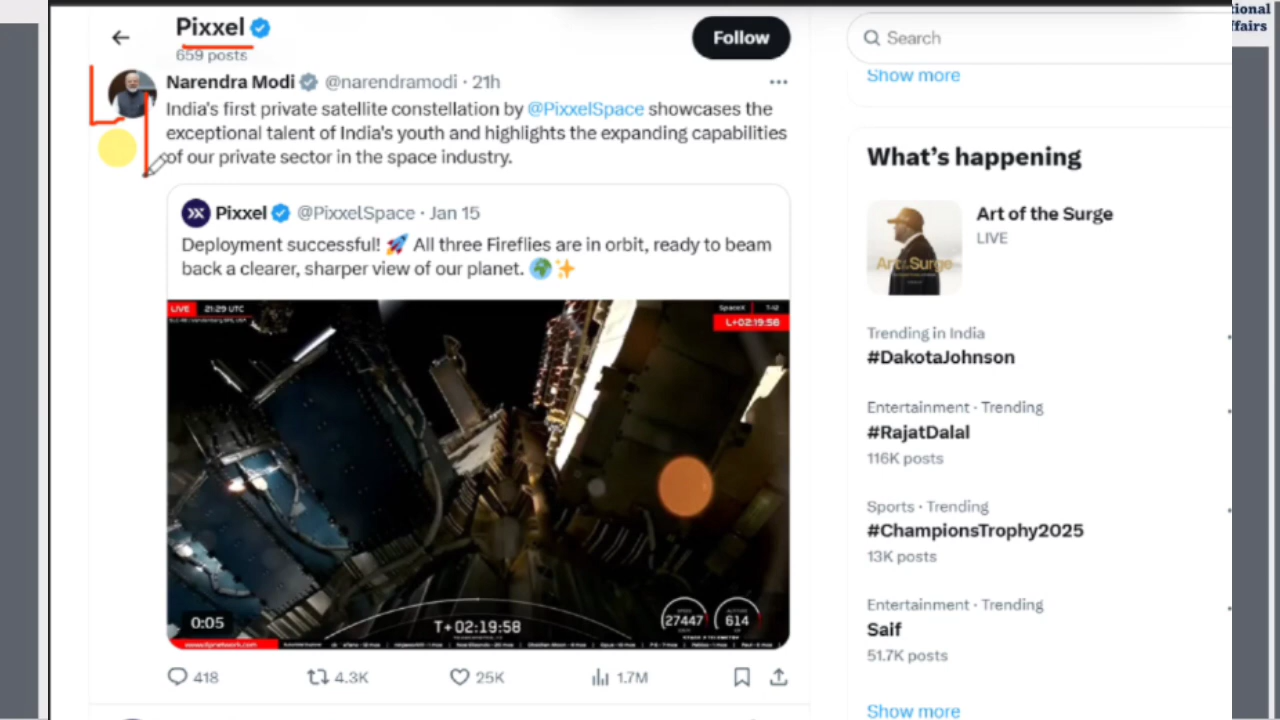 Pixxel
659 posts
Follow
Search
Narendra Modi @narendramodi · 21h
India's first private satellite constellation by @PixxelSpace showcases the
exceptional talent of India's youth and highlights the expanding capabilities
of our private sector in the space industry.
Pixxel @PixxelSpace · Jan 15
Deployment successful! 🚀 All three Fireflies are in orbit, ready to beam
back a clearer, sharper view of our planet. 🌍✨
LIVE 21:29 UTC
SpaceX T-12
L+02:19:58
0:05
T+02:19:58
27447
614
418 4.3K 25K 1.7M
Show more
What's happening
Art of the Surge
LIVE
Trending in India
#DakotaJohnson
Entertainment · Trending
#RajatDalal
116K posts
Sports · Trending
#ChampionsTrophy2025
13K posts
Entertainment · Trending
Saif
51.7K posts
Show more
tional
ffairs